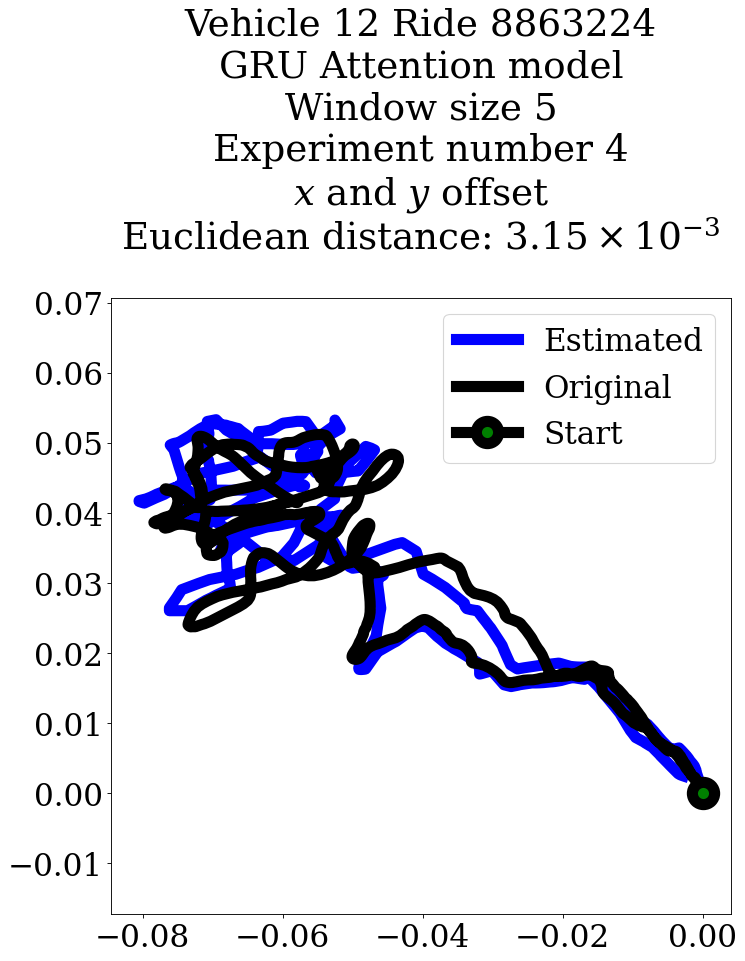 Vehicle 12 Ride 8863224
GRU Attention model
Window size 5
Experiment number 4
x and y offset
Euclidean distance: 3.15 × 10⁻³
0.07
0.06
0.05
0.04
0.03
0.02
0.01
0.00
−0.01
Estimated
Original
Start
−0.08 −0.06 −0.04 −0.02 0.00